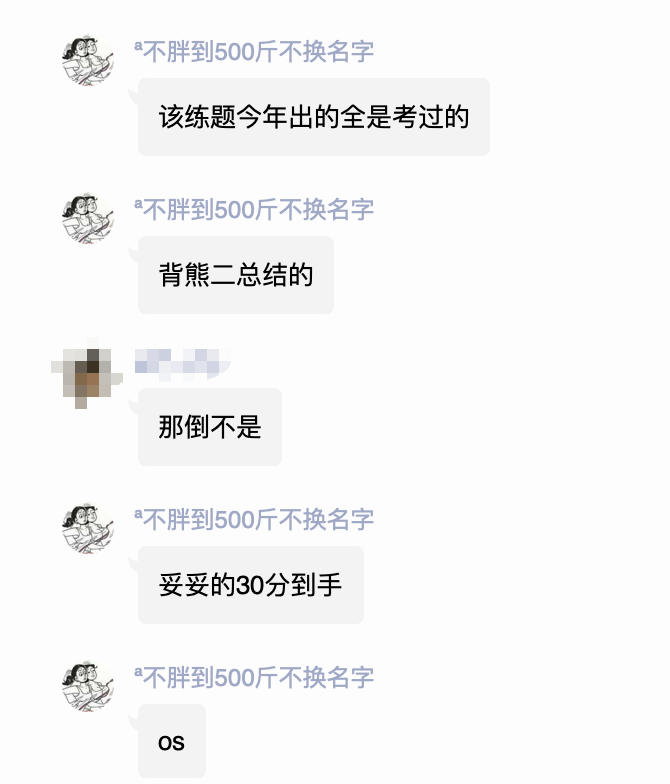 ª不胖到500斤不换名字
该练题今年出的全是考过的
ª不胖到500斤不换名字
背熊二总结的
那倒不是
ª不胖到500斤不换名字
妥妥的30分到手
ª不胖到500斤不换名字
os